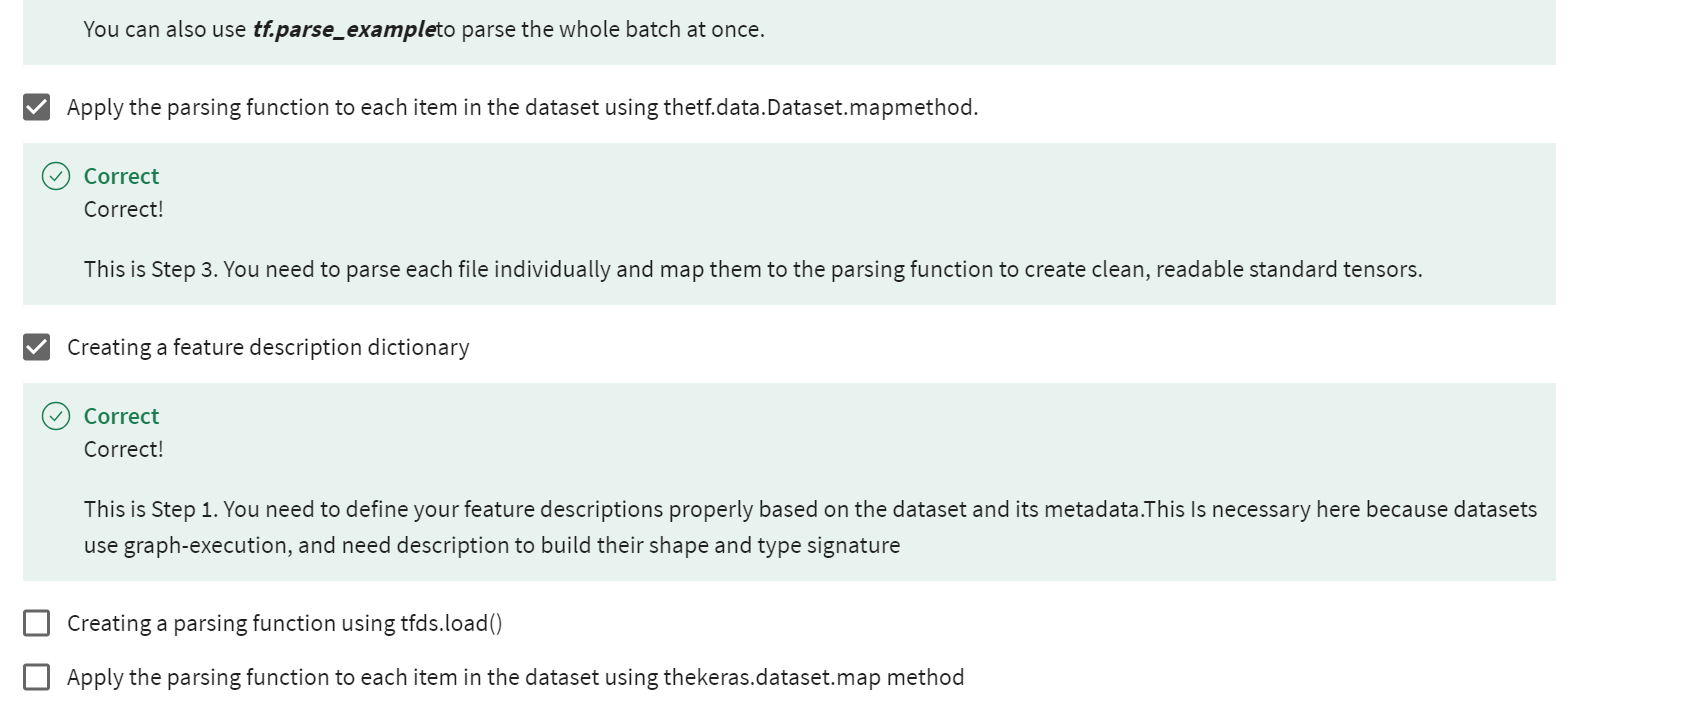 You can also use tf.parse_exampleto parse the whole batch at once.
Apply the parsing function to each item in the dataset using thetf.data.Dataset.mapmethod.
Correct
Correct!
This is Step 3. You need to parse each file individually and map them to the parsing function to create clean, readable standard tensors.
Creating a feature description dictionary
Correct
Correct!
This is Step 1. You need to define your feature descriptions properly based on the dataset and its metadata.This Is necessary here because datasets
use graph-execution, and need description to build their shape and type signature
Creating a parsing function using tfds.load()
Apply the parsing function to each item in the dataset using thekeras.dataset.map method